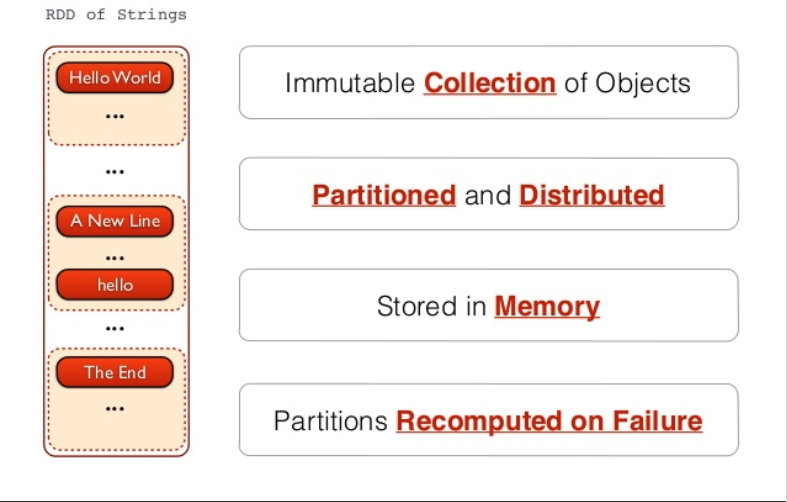 RDD of Strings
Hello World
...
...
A New Line
...
hello
...
The End
...
Immutable Collection of Objects
Partitioned and Distributed
Stored in Memory
Partitions Recomputed on Failure